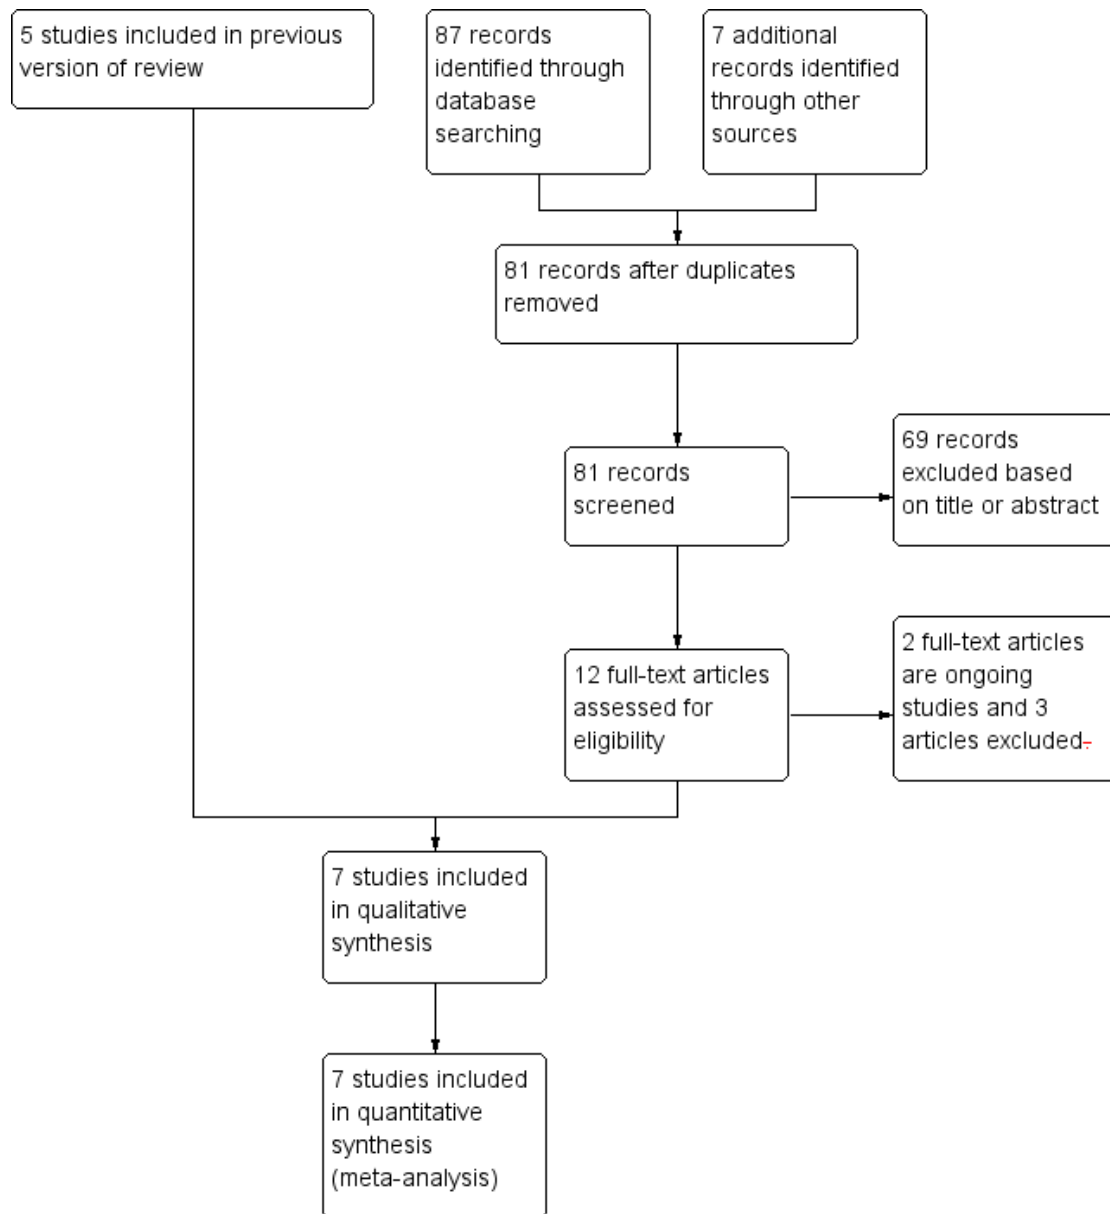 5 studies included in previous
version of review
87 records
identified through
database
searching
7 additional
records identified
through other
sources
81 records after duplicates
removed
81 records
screened
69 records
excluded based
on title or abstract
12 full-text articles
assessed for
eligibility
2 full-text articles
are ongoing
studies and 3
articles excluded.
7 studies included
in qualitative
synthesis
7 studies included
in quantitative
synthesis
(meta-analysis)